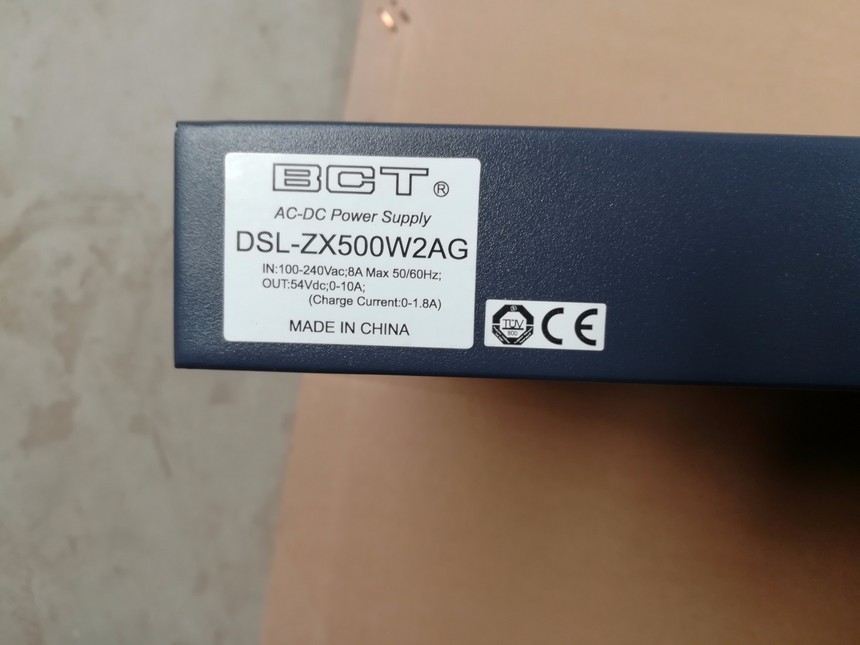 BCT®
AC-DC Power Supply
DSL-ZX500W2AG
IN:100-240Vac;8A Max 50/60Hz;
OUT:54Vdc;0-10A;
(Charge Current:0-1.8A)
MADE IN CHINA
TÜV
CE